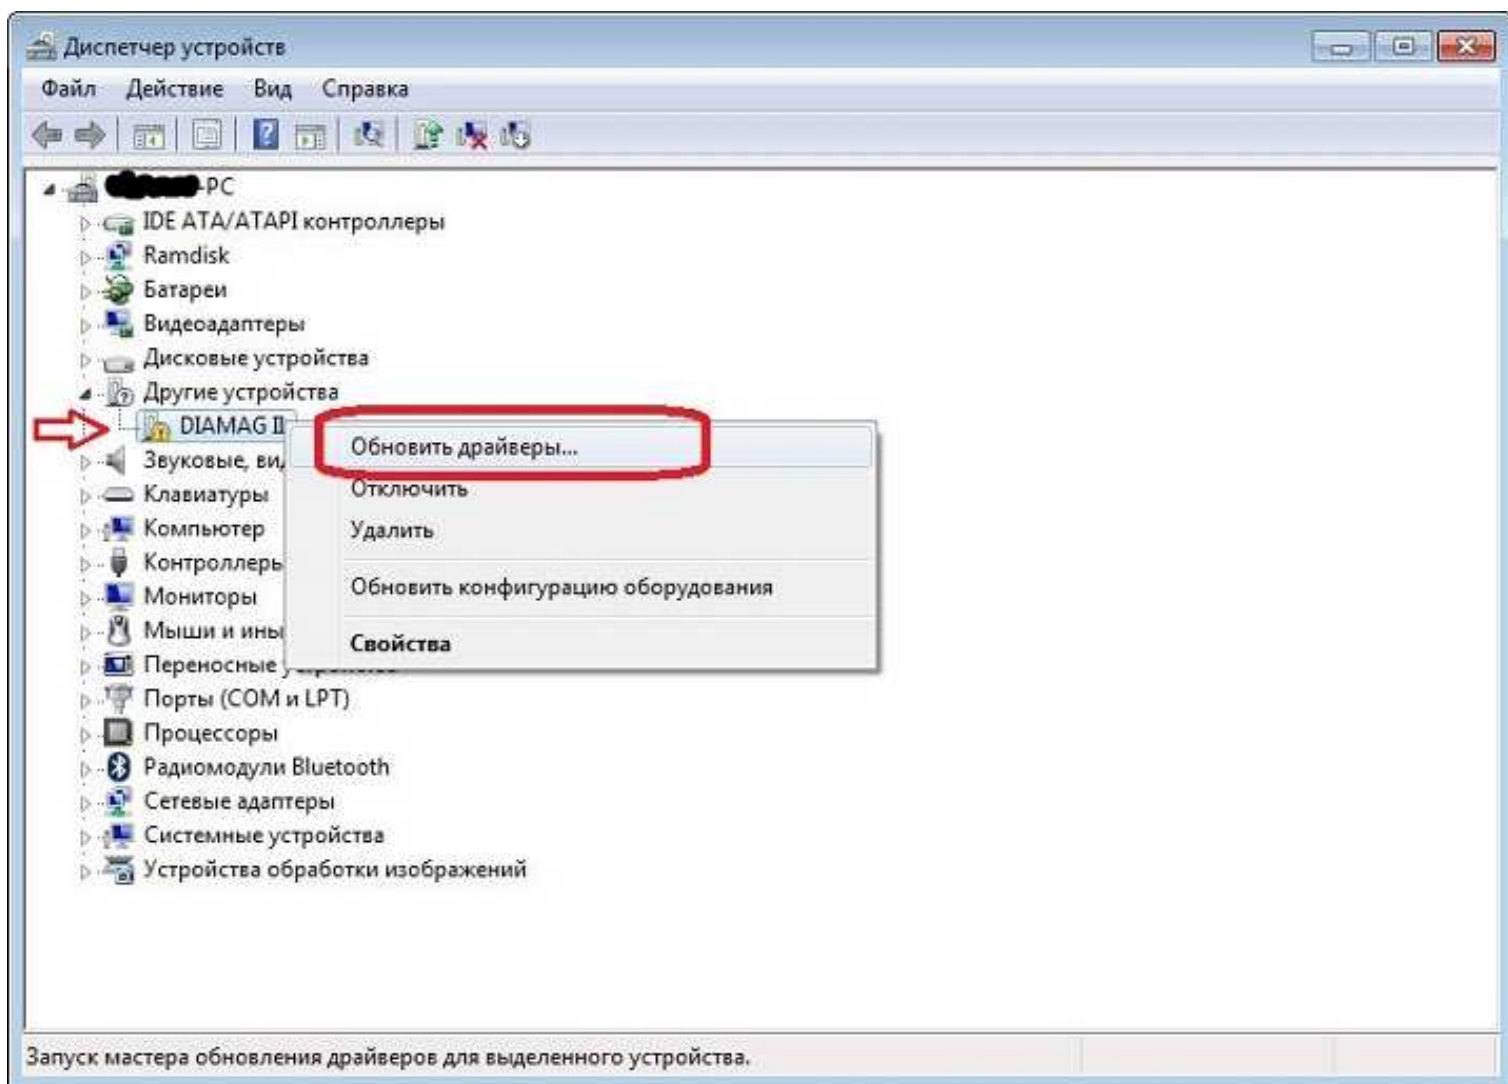 Диспетчер устройств
Файл Действие Вид Справка
-PC
IDE ATA/ATAPI контроллеры
Ramdisk
Батареи
Видеоадаптеры
Дисковые устройства
Другие устройства
DIAMAG II
Обновить драйверы...
Звуковые,
Отключить
Клавиатуры
Компьютер
Удалить
Контроллеры
Обновить конфигурацию оборудования
Мониторы
Мыши и
Свойства
Переносные
Порты (COM и LPT)
Процессоры
Радиомодули Bluetooth
Сетевые адаптеры
Системные устройства
Устройства обработки изображений
Запуск мастера обновления драйверов для выделенного устройства.